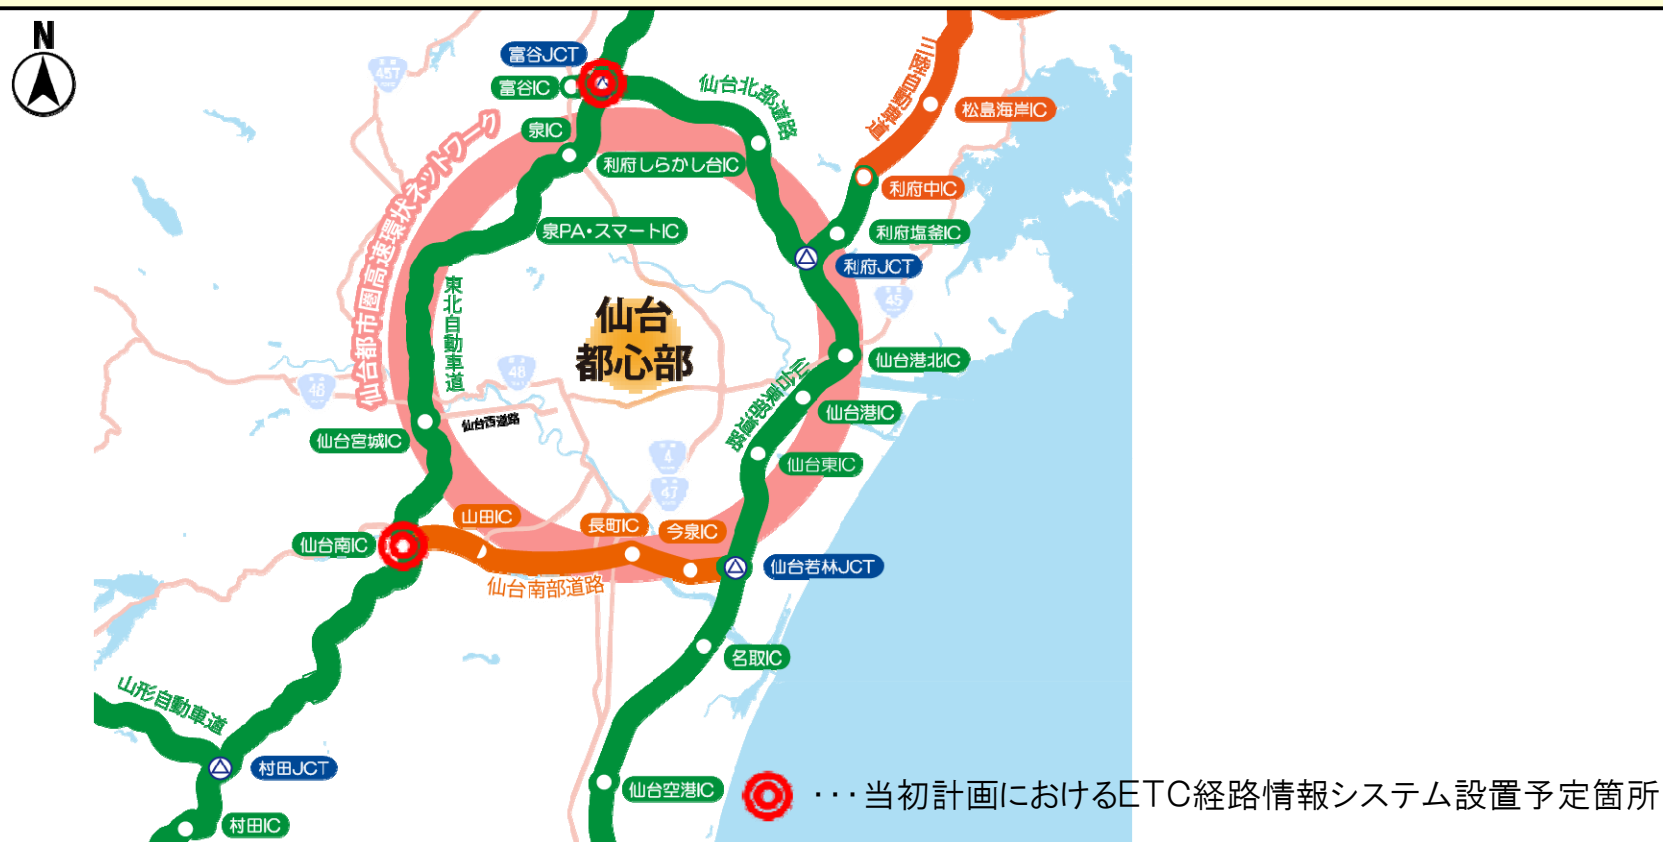 N
富谷JCT
富谷IC
泉IC
457
仙台北部道路
三陸自動車道
松島海岸IC
利府しらかし台IC
利府中IC
泉PA・スマートIC
利府塩釜IC
利府JCT
仙台都市圏高速環状ネットワーク
東北自動車道
45
仙台
都心部
48
48
仙台港北IC
仙台東部道路
仙台港IC
仙台西道路
仙台宮城IC
4
仙台東IC
47
山田IC
長町IC
今泉IC
仙台南IC
仙台若林JCT
仙台南部道路
名取IC
山形自動車道
村田JCT
仙台空港IC
村田IC
・・・当初計画におけるETC経路情報システム設置予定箇所